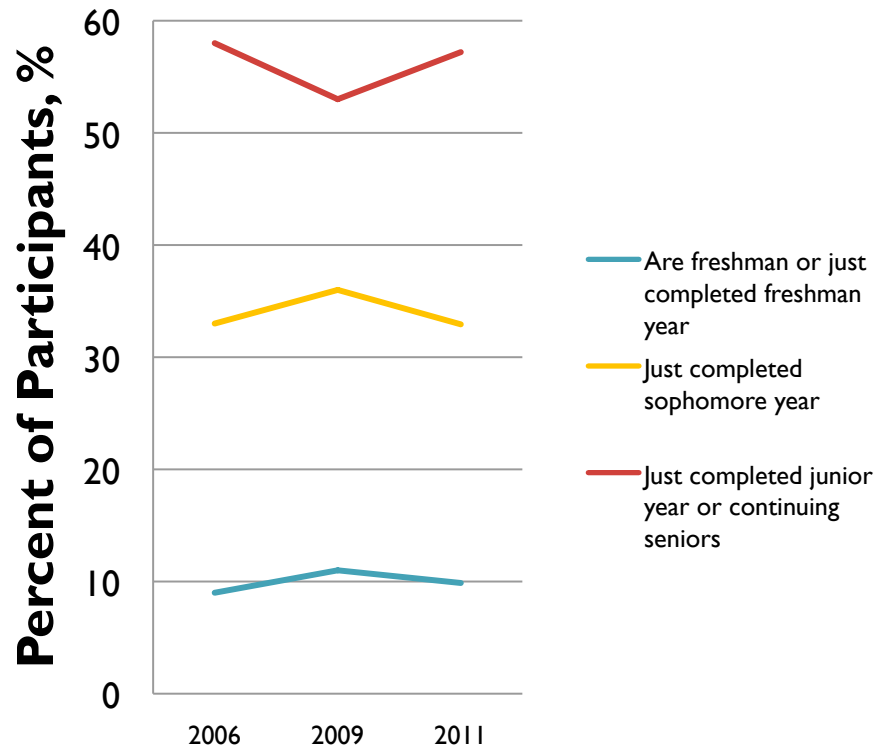 Percent of Participants, %
60
50
40
30
20
10
0
2006 2009 2011
Are freshman or just
completed freshman
year
Just completed
sophomore year
Just completed junior
year or continuing
seniors